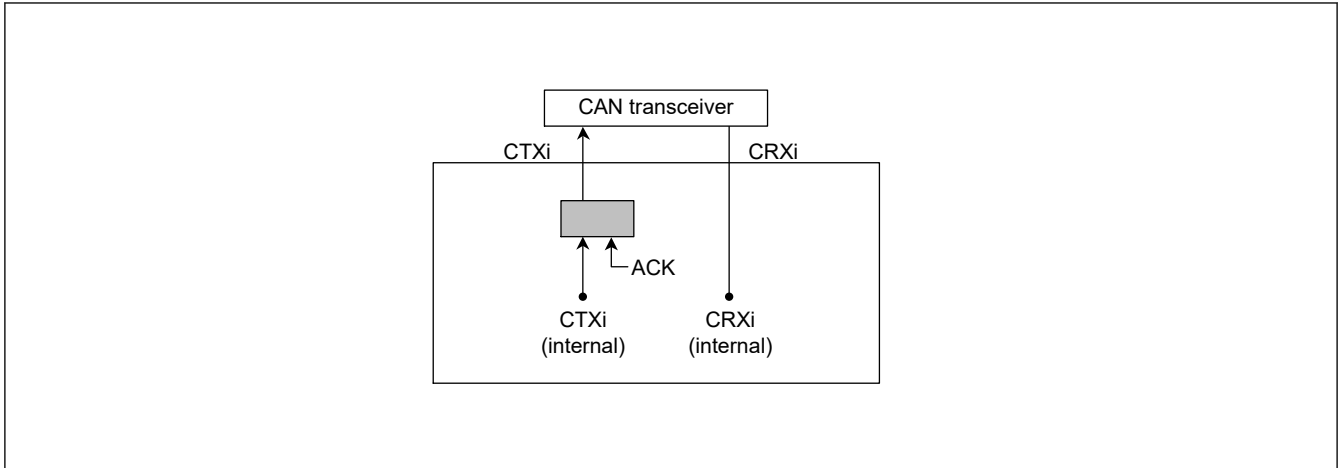 CAN transceiver
CTXi
CRXi
ACK
CTXi
(internal)
CRXi
(internal)